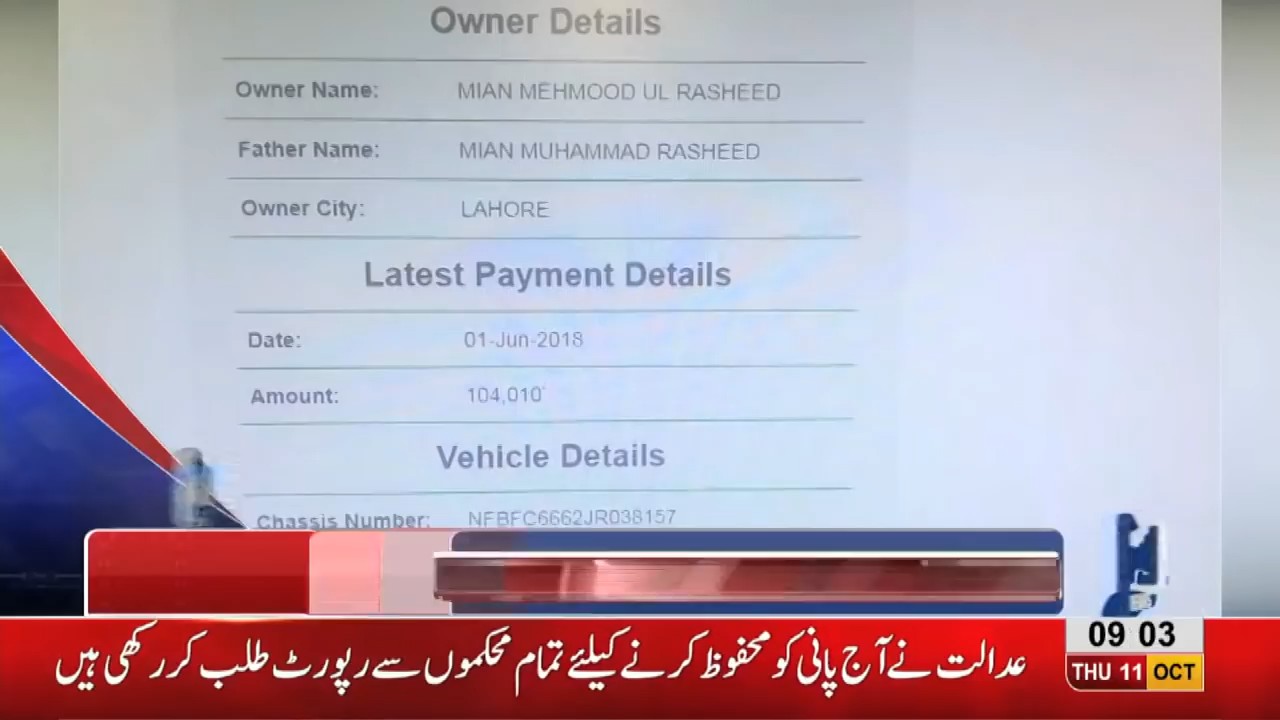 Owner Details
Owner Name: MIAN MEHMOOD UL RASHEED
Father Name: MIAN MUHAMMAD RASHEED
Owner City: LAHORE
Latest Payment Details
Date: 01-Jun-2018
Amount: 104,010
Vehicle Details
Chassis Number: NFBFC6662JR038157
09 03
عدالت نے آج پانی کو محفوظ کرنے کیلئے تمام محکموں سے رپورٹ طلب کر رکھی ہیں
THU 11 OCT